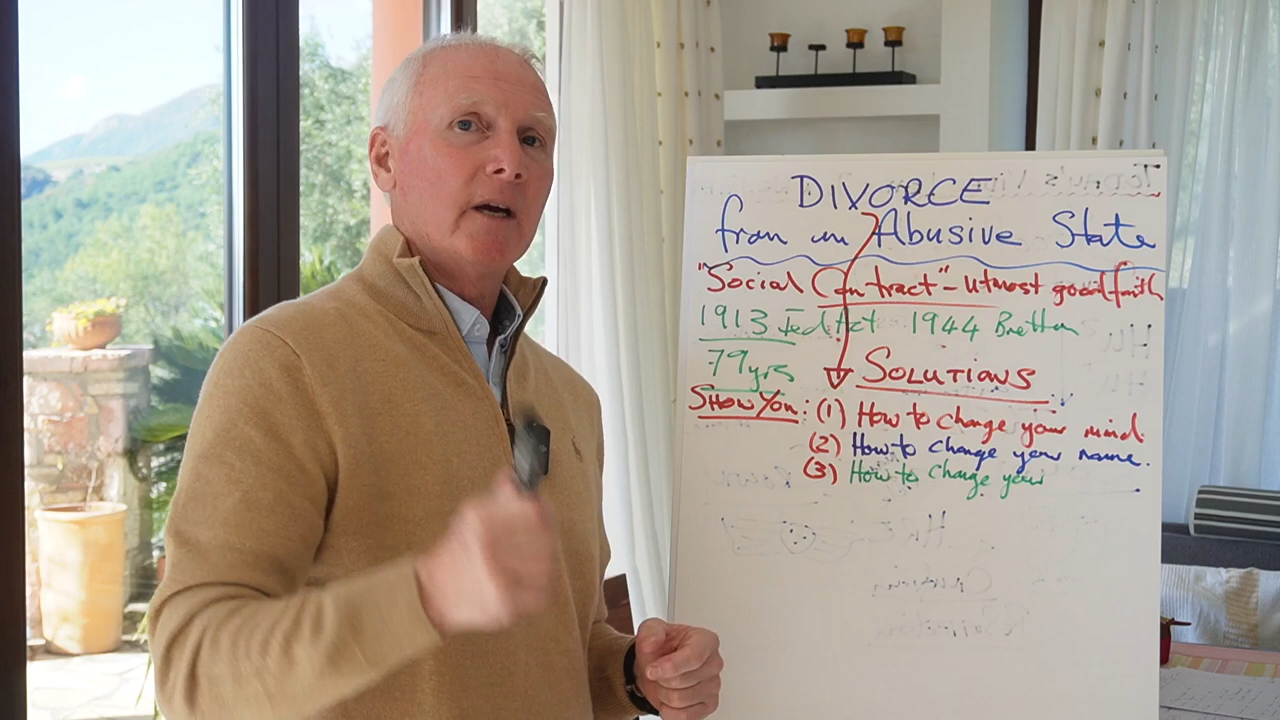 DIVORCE
from an Abusive State
"Social Contract" - utmost good faith
1913 Fed Act 1944 Bretton
79yrs
SOLUTIONS
SHOW YOU: (1) How to change your mind.
(2) How to change your name.
(3) How to change your